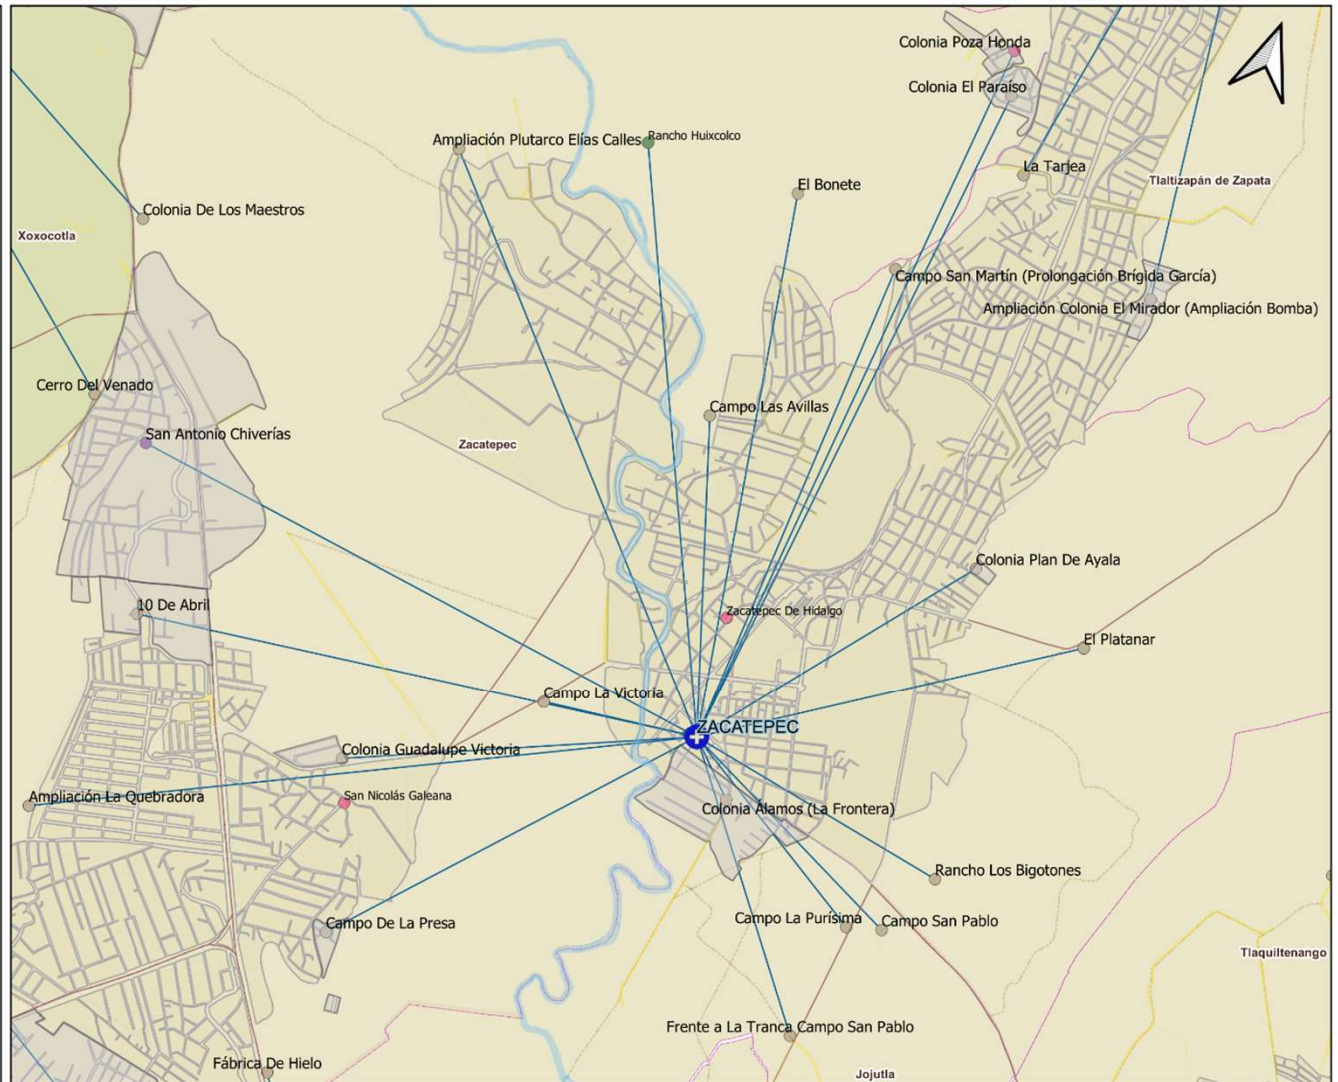 Colonia Poza Honda
Colonia El Paraíso
Ampliación Plutarco Elías Calles
Rancho Huixcolco
La Tarjea
Tlaltizapán de Zapata
El Bonete
Colonia De Los Maestros
Xoxocotla
Campo San Martín (Prolongación Brígida García)
Ampliación Colonia El Mirador (Ampliación Bomba)
Cerro Del Venado
Campo Las Avillas
San Antonio Chiverías
Zacatepec
Colonia Plan De Ayala
10 De Abril
Zacatepec De Hidalgo
El Platanar
Campo La Victoria
ZACATEPEC
Colonia Guadalupe Victoria
Ampliación La Quebradora
San Nicolás Galeana
Colonia Álamos (La Frontera)
Rancho Los Bigotones
Campo De La Presa
Campo La Purísima
Campo San Pablo
Tlaquiltenango
Frente a La Tranca Campo San Pablo
Fábrica De Hielo
Jojutla